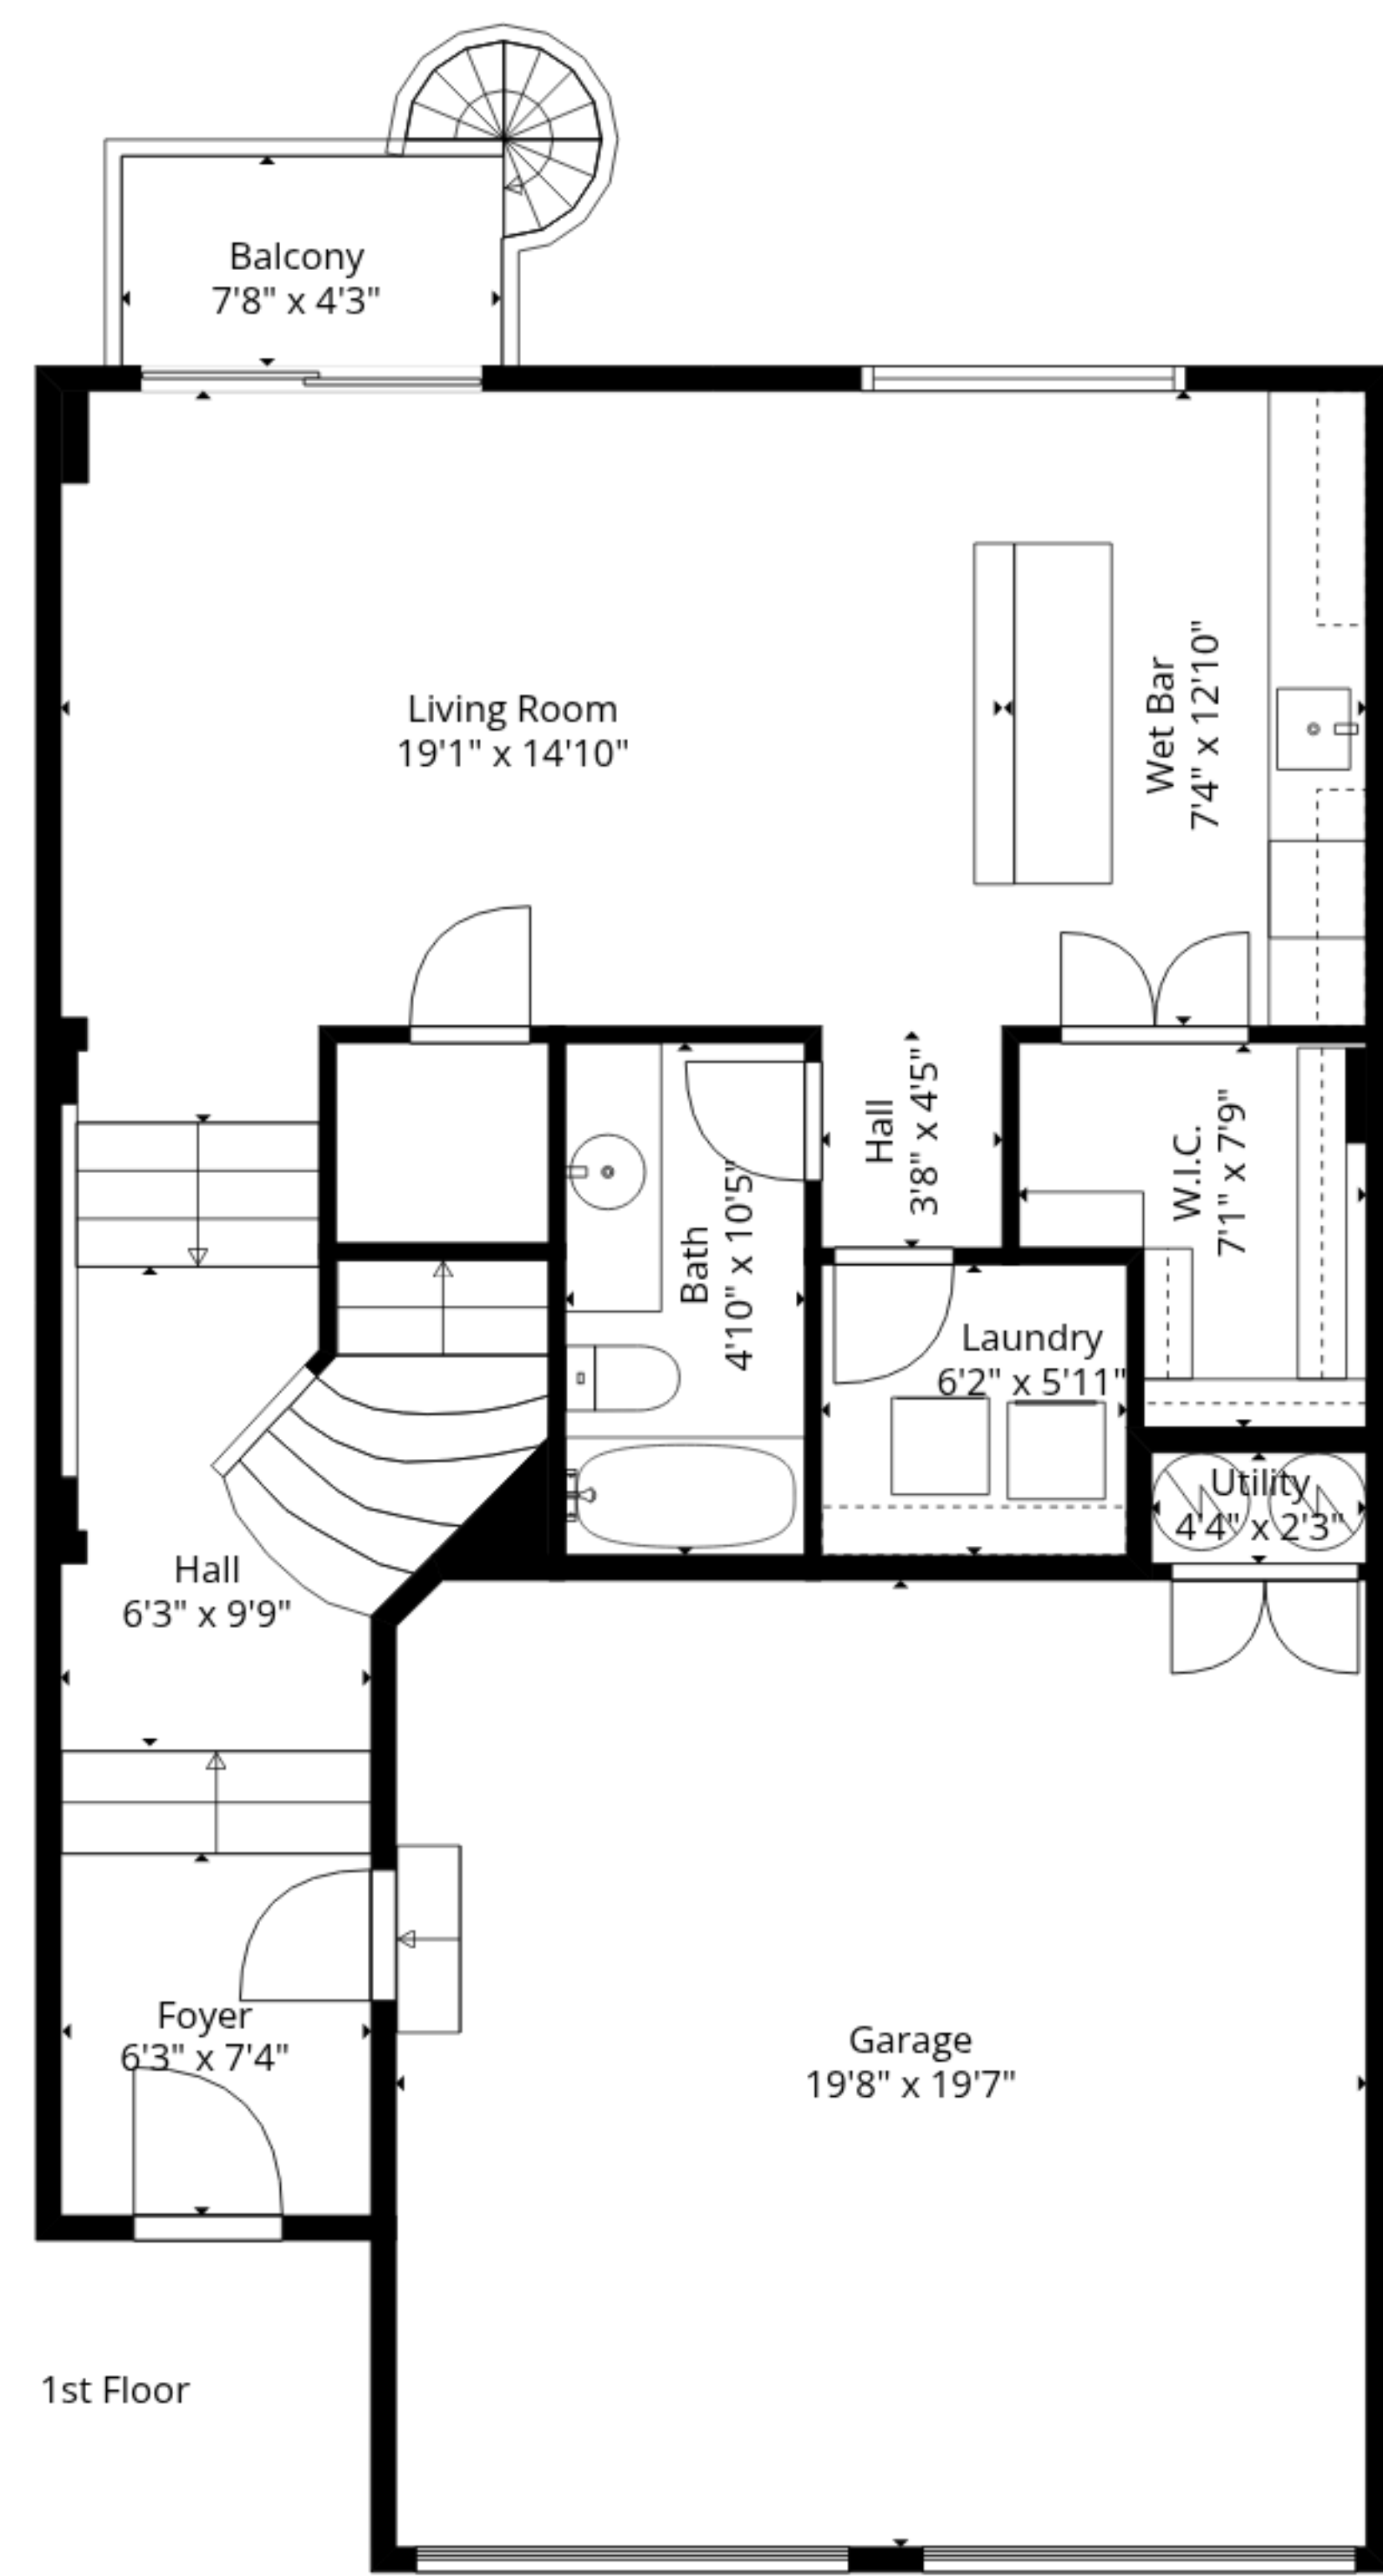 Balcony
7'8" x 4'3"
Living Room
19'1" x 14'10"
Wet Bar
7'4" x 12'10"
Hall
3'8" x 4'5"
W.I.C.
7'1" x 7'9"
Bath
4'10" x 10'5"
Laundry
6'2" x 5'11"
Utility
4'4" x 2'3"
Hall
6'3" x 9'9"
Foyer
6'3" x 7'4"
Garage
19'8" x 19'7"
1st Floor